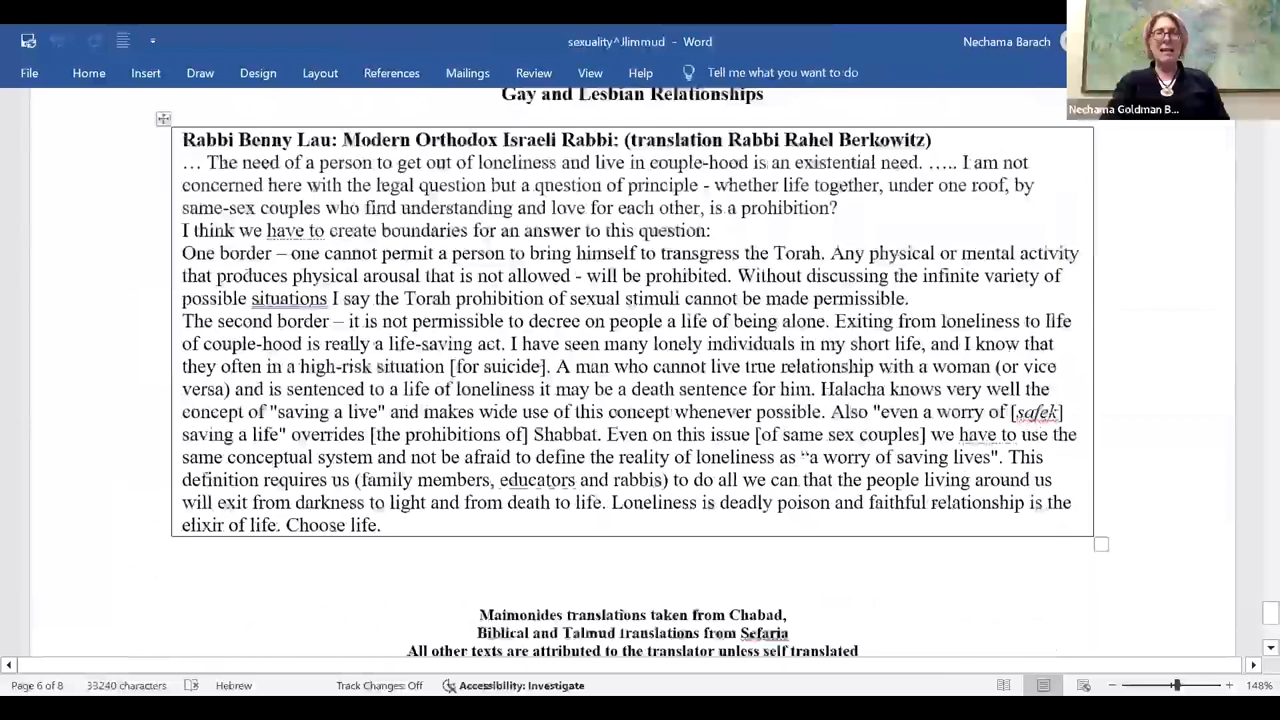 sexuality^Jlimmud - Word
Nechama Barach
File Home Insert Draw Design Layout References Mailings Review View Help Tell me what you want to do
Nechama Goldman B...
Gay and Lesbian Relationships
Rabbi Benny Lau: Modern Orthodox Israeli Rabbi: (translation Rabbi Rahel Berkowitz)
… The need of a person to get out of loneliness and live in couple-hood is an existential need. ….. I am not
concerned here with the legal question but a question of principle - whether life together, under one roof, by
same-sex couples who find understanding and love for each other, is a prohibition?
I think we have to create boundaries for an answer to this question:
One border – one cannot permit a person to bring himself to transgress the Torah. Any physical or mental activity
that produces physical arousal that is not allowed - will be prohibited. Without discussing the infinite variety of
possible situations I say the Torah prohibition of sexual stimuli cannot be made permissible.
The second border – it is not permissible to decree on people a life of being alone. Exiting from loneliness to life
of couple-hood is really a life-saving act. I have seen many lonely individuals in my short life, and I know that
they often in a high-risk situation [for suicide]. A man who cannot live true relationship with a woman (or vice
versa) and is sentenced to a life of loneliness it may be a death sentence for him. Halacha knows very well the
concept of "saving a live" and makes wide use of this concept whenever possible. Also "even a worry of [safek]
saving a life" overrides [the prohibitions of] Shabbat. Even on this issue [of same sex couples] we have to use the
same conceptual system and not be afraid to define the reality of loneliness as “a worry of saving lives". This
definition requires us (family members, educators and rabbis) to do all we can that the people living around us
will exit from darkness to light and from death to life. Loneliness is deadly poison and faithful relationship is the
elixir of life. Choose life.
Maimonides translations taken from Chabad,
Biblical and Talmud translations from Sefaria
All other texts are attributed to the translator unless self translated
Page 6 of 8 33240 characters Hebrew Track Changes: Off Accessibility: Investigate 148%